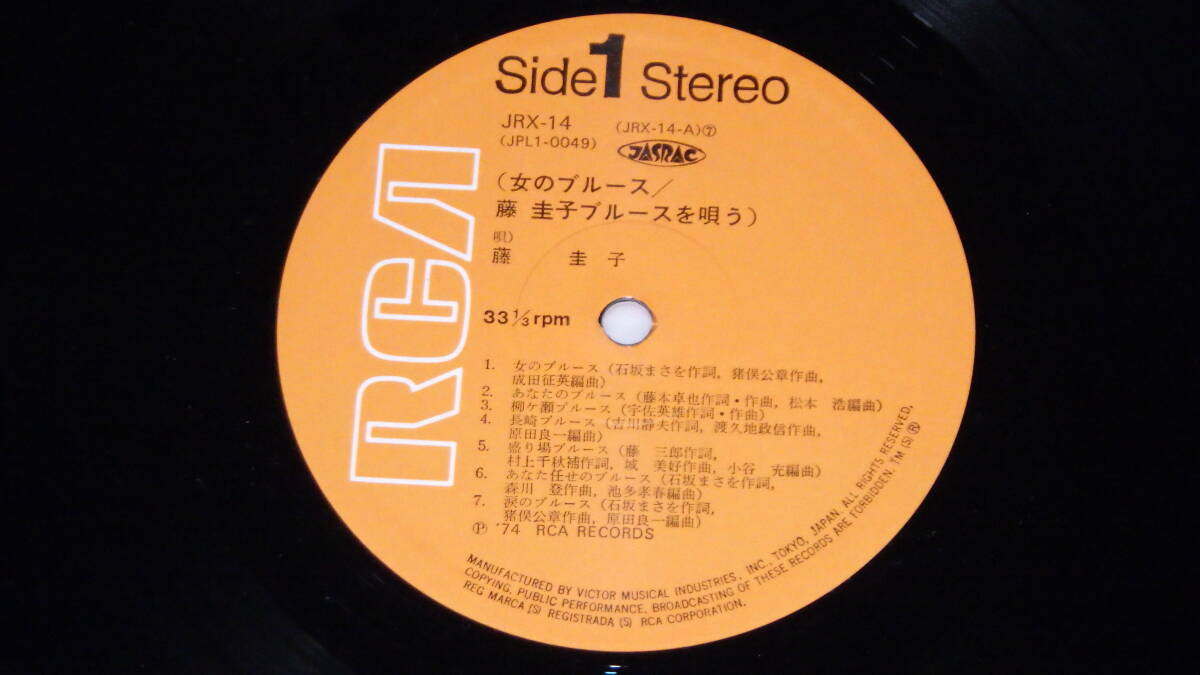 Side 1 Stereo
JRX-14 (JRX-14-A)⑦
(JPL1-0049) JASRAC
(女のブルース/
藤 圭子ブルースを唄う)
唄)
藤 圭 子
RCA
33 1/3 rpm
1. 女のブルース (石坂まさを作詞, 猪俣公章作曲,
成田征英編曲)
2. あなたのブルース (藤本卓也作詞・作曲, 松本 浩編曲)
3. 柳ケ瀬ブルース (宇佐英雄作詞・作曲)
4. 長崎ブルース (吉川静夫作詞, 渡久地政信作曲,
原田良一編曲)
5. 盛り場ブルース (藤 三郎作詞,
村上千秋補作詞, 城 美好作曲, 小谷 充編曲)
6. あなた任せのブルース (石坂まさを作詞,
森川 登作曲, 池多孝春編曲)
7. 涙のブルース (石坂まさを作詞,
猪俣公章作曲, 原田良一編曲)
Ⓟ '74 RCA RECORDS
MANUFACTURED BY VICTOR MUSICAL INDUSTRIES, INC., TOKYO, JAPAN. ALL RIGHTS RESERVED.
COPYING, PUBLIC PERFORMANCE, BROADCASTING OF THESE RECORDS ARE FORBIDDEN. TM(S) ®
REG MARCA (S) REGISTRADA (S) RCA CORPORATION.